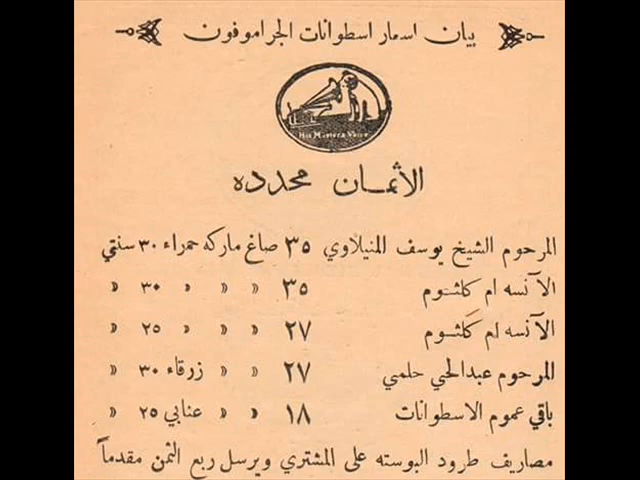 بيان اسعار اسطوانات الجراموفون
His Master's Voice
الأثمان محدده
المرحوم الشيخ يوسف المنيلاوي ٣٥ صاغ ماركه حمراء ٣٠ سنتي
الآنسه ام كلثوم ٣٥ » » » ٣٠ »
الآنسه ام كلثوم ٢٧ » » » ٢٥ »
المرحوم عبدالحي حلمي ٢٧ » » زرقاء ٣٠ »
باقي عموم الاسطوانات ١٨ » » عنابي ٢٥ »
مصاريف طرود البوسته على المشتري ويرسل ربع الثمن مقدماً